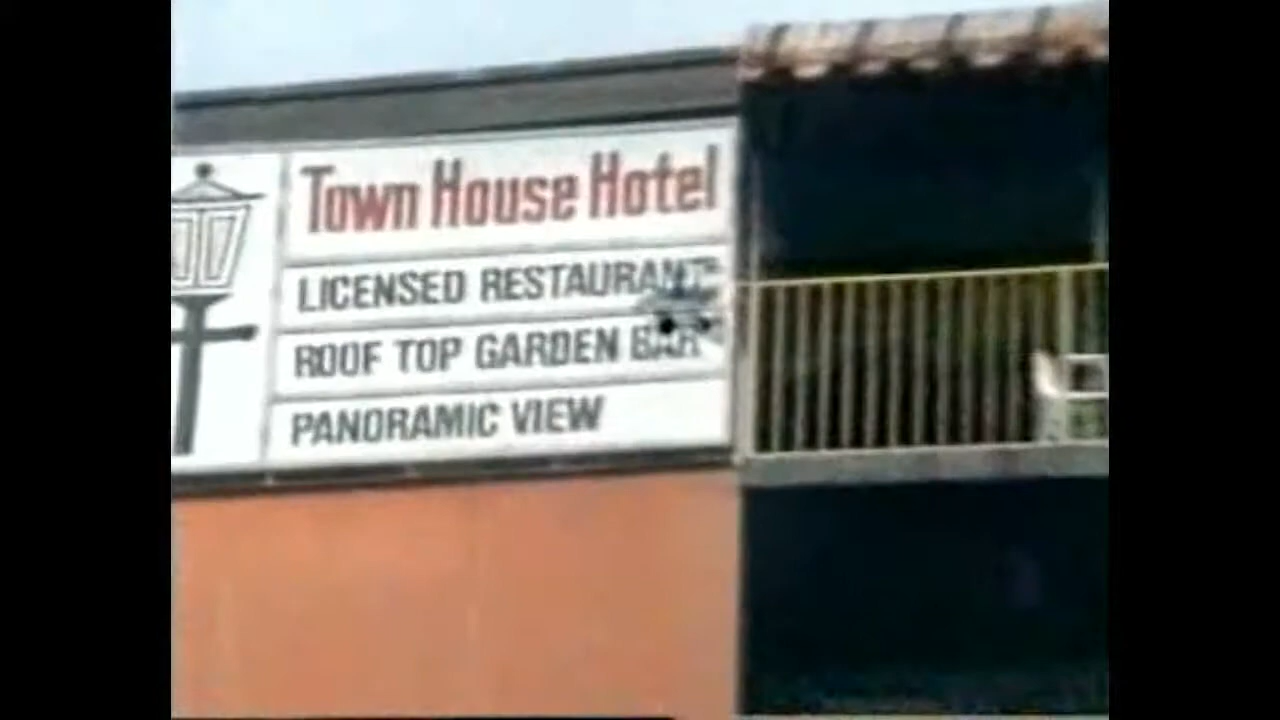 Town House Hotel
LICENSED RESTAURANT
ROOF TOP GARDEN BAR
PANORAMIC VIEW